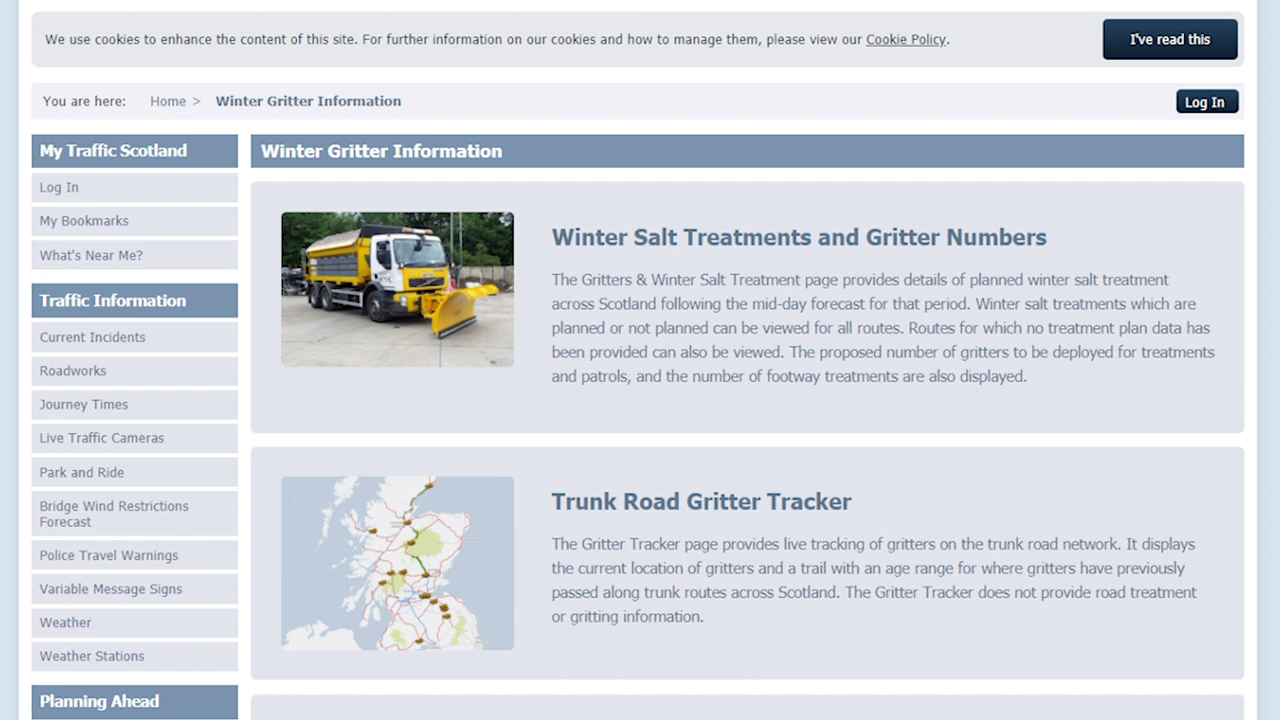 We use cookies to enhance the content of this site. For further information on our cookies and how to manage them, please view our Cookie Policy.
I've read this
You are here: Home > Winter Gritter Information
Log In
My Traffic Scotland
Log In
My Bookmarks
What's Near Me?
Traffic Information
Current Incidents
Roadworks
Journey Times
Live Traffic Cameras
Park and Ride
Bridge Wind Restrictions
Forecast
Police Travel Warnings
Variable Message Signs
Weather
Weather Stations
Planning Ahead
Winter Gritter Information
Winter Salt Treatments and Gritter Numbers
The Gritters & Winter Salt Treatment page provides details of planned winter salt treatment
across Scotland following the mid-day forecast for that period. Winter salt treatments which are
planned or not planned can be viewed for all routes. Routes for which no treatment plan data has
been provided can also be viewed. The proposed number of gritters to be deployed for treatments
and patrols, and the number of footway treatments are also displayed.
Trunk Road Gritter Tracker
The Gritter Tracker page provides live tracking of gritters on the trunk road network. It displays
the current location of gritters and a trail with an age range for where gritters have previously
passed along trunk routes across Scotland. The Gritter Tracker does not provide road treatment
or gritting information.